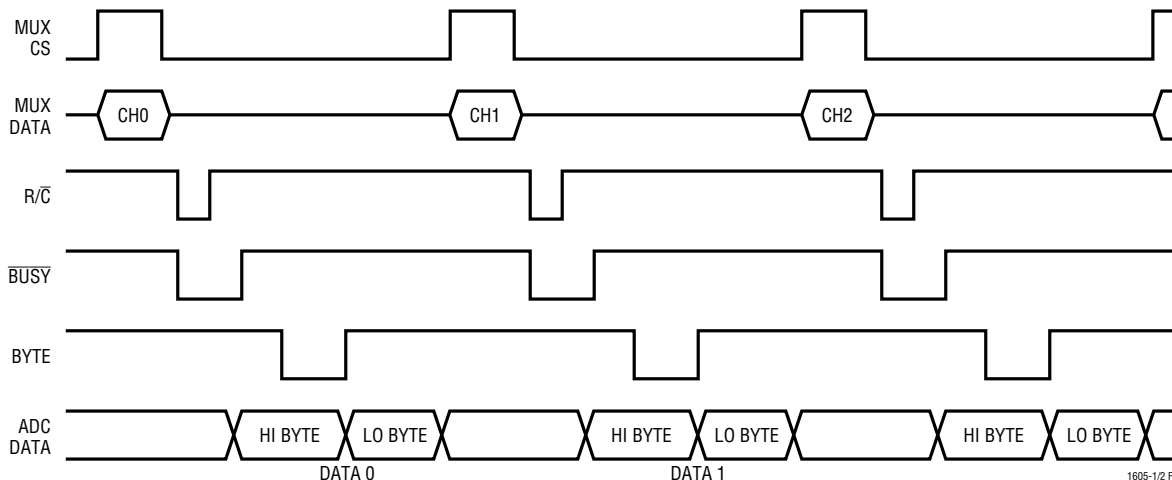 MUX
CS
MUX
DATA
CH0 CH1 CH2
R/C̅
B̅U̅S̅Y̅
BYTE
ADC
DATA
HI BYTE LO BYTE HI BYTE LO BYTE HI BYTE LO BYTE
DATA 0 DATA 1
1605-1/2 F